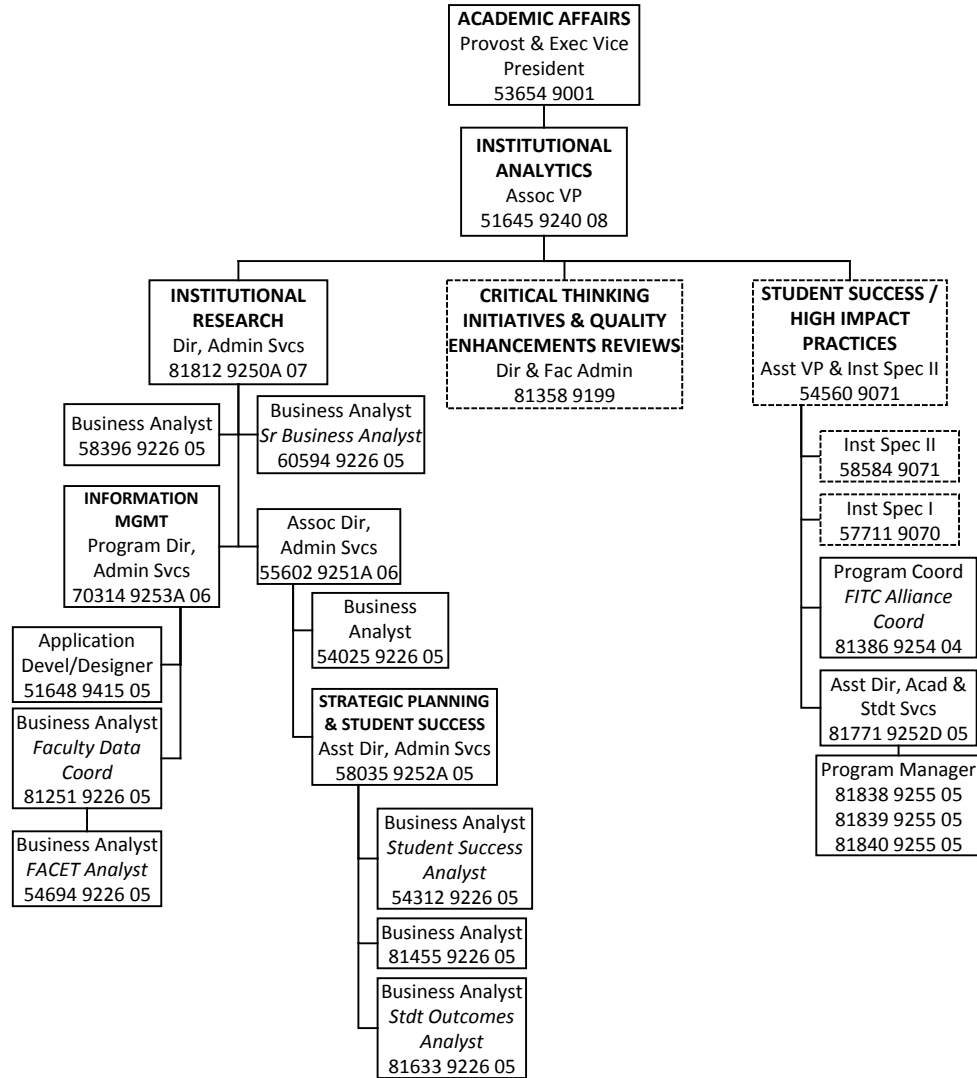 ACADEMIC AFFAIRS
Provost & Exec Vice
President
53654 9001
INSTITUTIONAL
ANALYTICS
Assoc VP
51645 9240 08
INSTITUTIONAL
RESEARCH
Dir, Admin Svcs
81812 9250A 07
CRITICAL THINKING
INITIATIVES & QUALITY
ENHANCEMENTS REVIEWS
Dir & Fac Admin
81358 9199
STUDENT SUCCESS /
HIGH IMPACT
PRACTICES
Asst VP & Inst Spec II
54560 9071
Business Analyst
58396 9226 05
Business Analyst
Sr Business Analyst
60594 9226 05
INFORMATION
MGMT
Program Dir,
Admin Svcs
70314 9253A 06
Assoc Dir,
Admin Svcs
55602 9251A 06
Application
Devel/Designer
51648 9415 05
Business Analyst
Faculty Data
Coord
81251 9226 05
Business Analyst
FACET Analyst
54694 9226 05
Business
Analyst
54025 9226 05
STRATEGIC PLANNING
& STUDENT SUCCESS
Asst Dir, Admin Svcs
58035 9252A 05
Business Analyst
Student Success
Analyst
54312 9226 05
Business Analyst
81455 9226 05
Business Analyst
Stdt Outcomes
Analyst
81633 9226 05
Inst Spec II
58584 9071
Inst Spec I
57711 9070
Program Coord
FITC Alliance
Coord
81386 9254 04
Asst Dir, Acad &
Stdt Svcs
81771 9252D 05
Program Manager
81838 9255 05
81839 9255 05
81840 9255 05